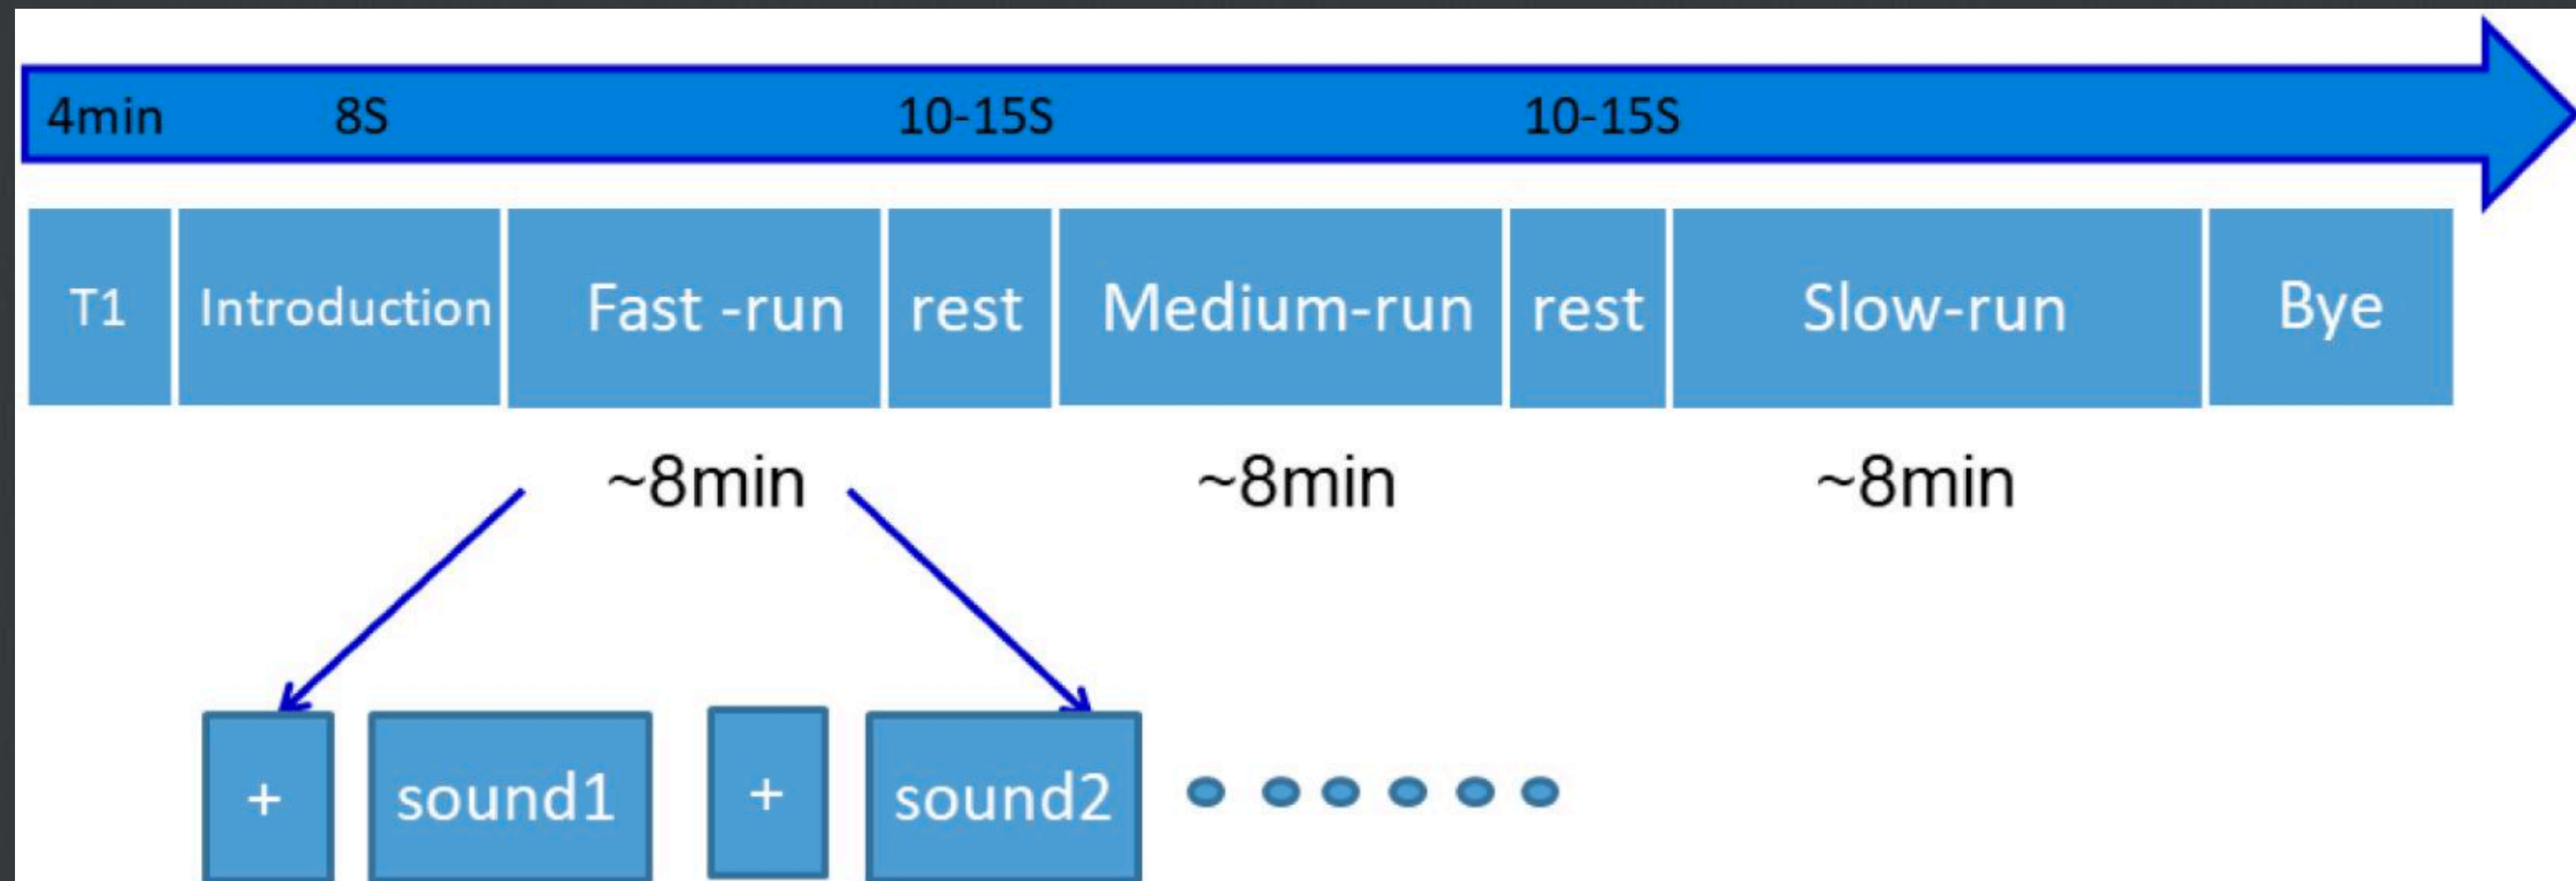 4min 8S 10-15S 10-15S
T1 Introduction Fast -run rest Medium-run rest Slow-run Bye
~8min ~8min ~8min
+ sound1 + sound2